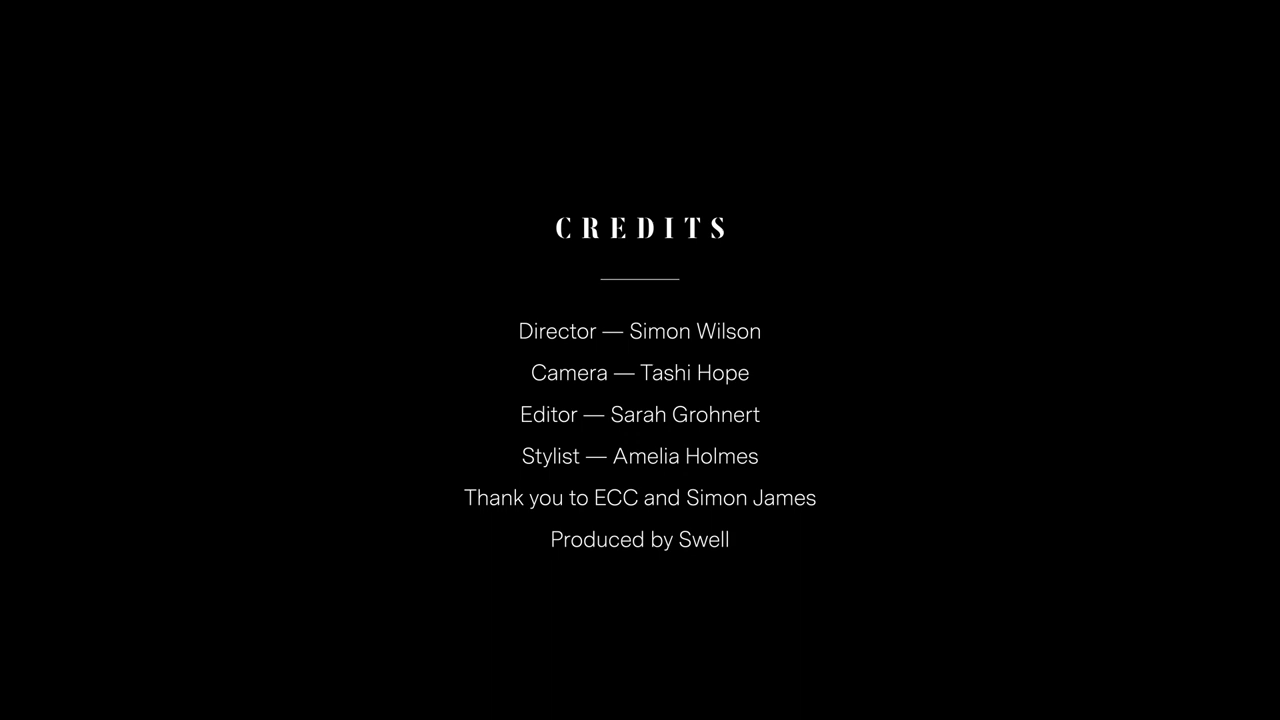 CREDITS
Director — Simon Wilson
Camera — Tashi Hope
Editor — Sarah Grohnert
Stylist — Amelia Holmes
Thank you to ECC and Simon James
Produced by Swell